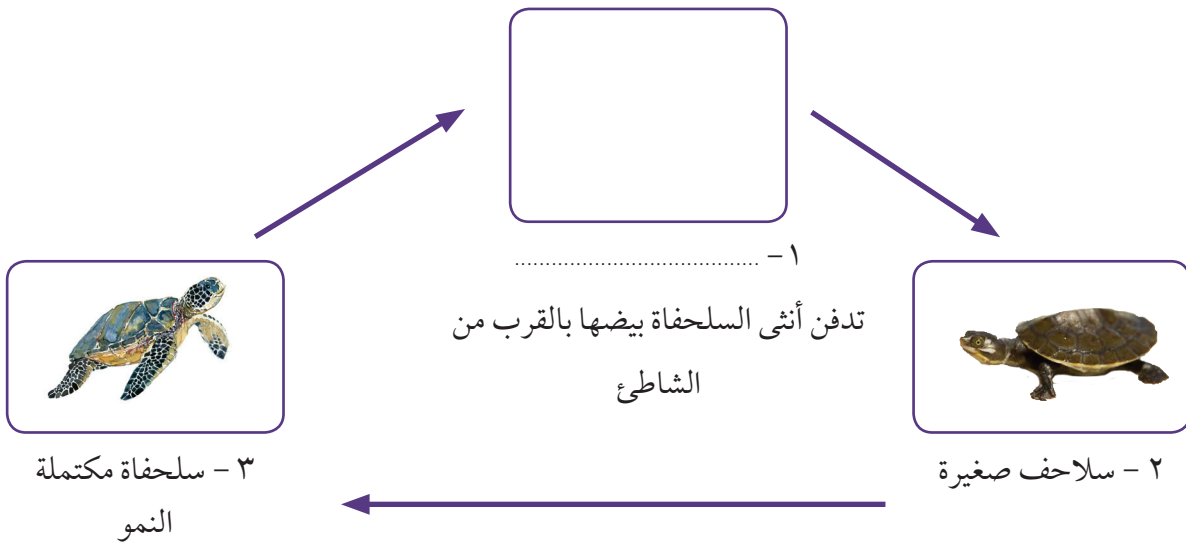 ١ – ........................................
تدفن أنثى السلحفاة بيضها بالقرب من
الشاطئ
٢ – سلاحف صغيرة
٣ – سلحفاة مكتملة
النمو